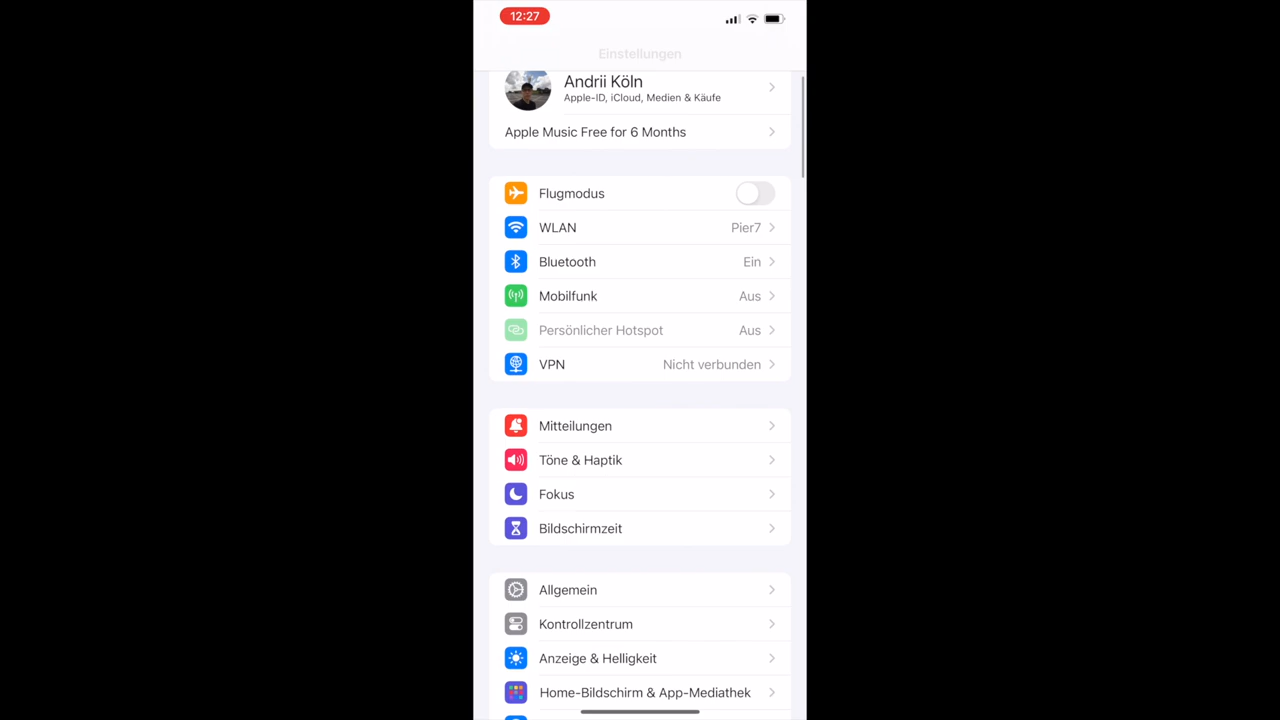 12:27
Einstellungen
Andrii Köln
Apple-ID, iCloud, Medien & Käufe
Apple Music Free for 6 Months
Flugmodus
WLAN Pier7
Bluetooth Ein
Mobilfunk Aus
Persönlicher Hotspot Aus
VPN Nicht verbunden
Mitteilungen
Töne & Haptik
Fokus
Bildschirmzeit
Allgemein
Kontrollzentrum
Anzeige & Helligkeit
Home-Bildschirm & App-Mediathek